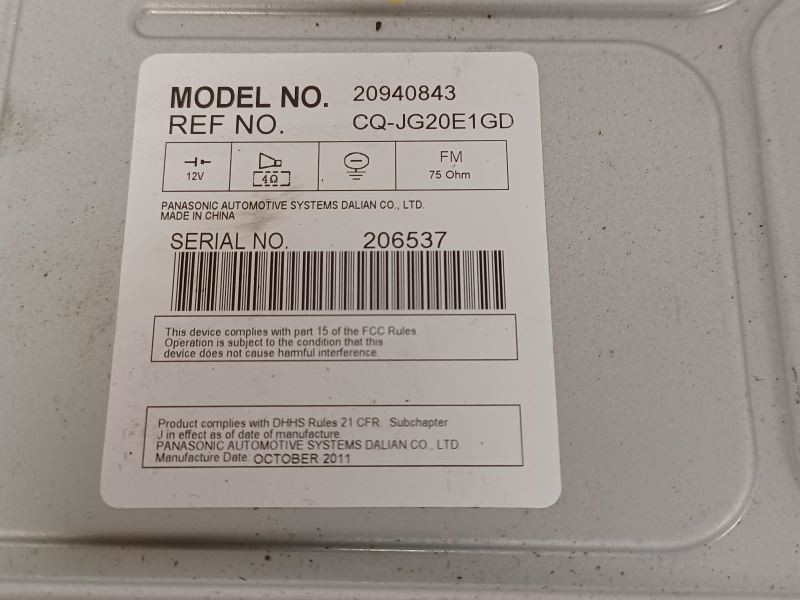 MODEL NO. 20940843
REF NO. CQ-JG20E1GD
12V
4Ω
FM
75 Ohm
PANASONIC AUTOMOTIVE SYSTEMS DALIAN CO., LTD.
MADE IN CHINA
SERIAL NO. 206537
This device complies with part 15 of the FCC Rules.
Operation is subject to the condition that this
device does not cause harmful interference.
Product complies with DHHS Rules 21 CFR. Subchapter
J in effect as of date of manufacture.
PANASONIC AUTOMOTIVE SYSTEMS DALIAN CO., LTD.
Manufacture Date: OCTOBER 2011